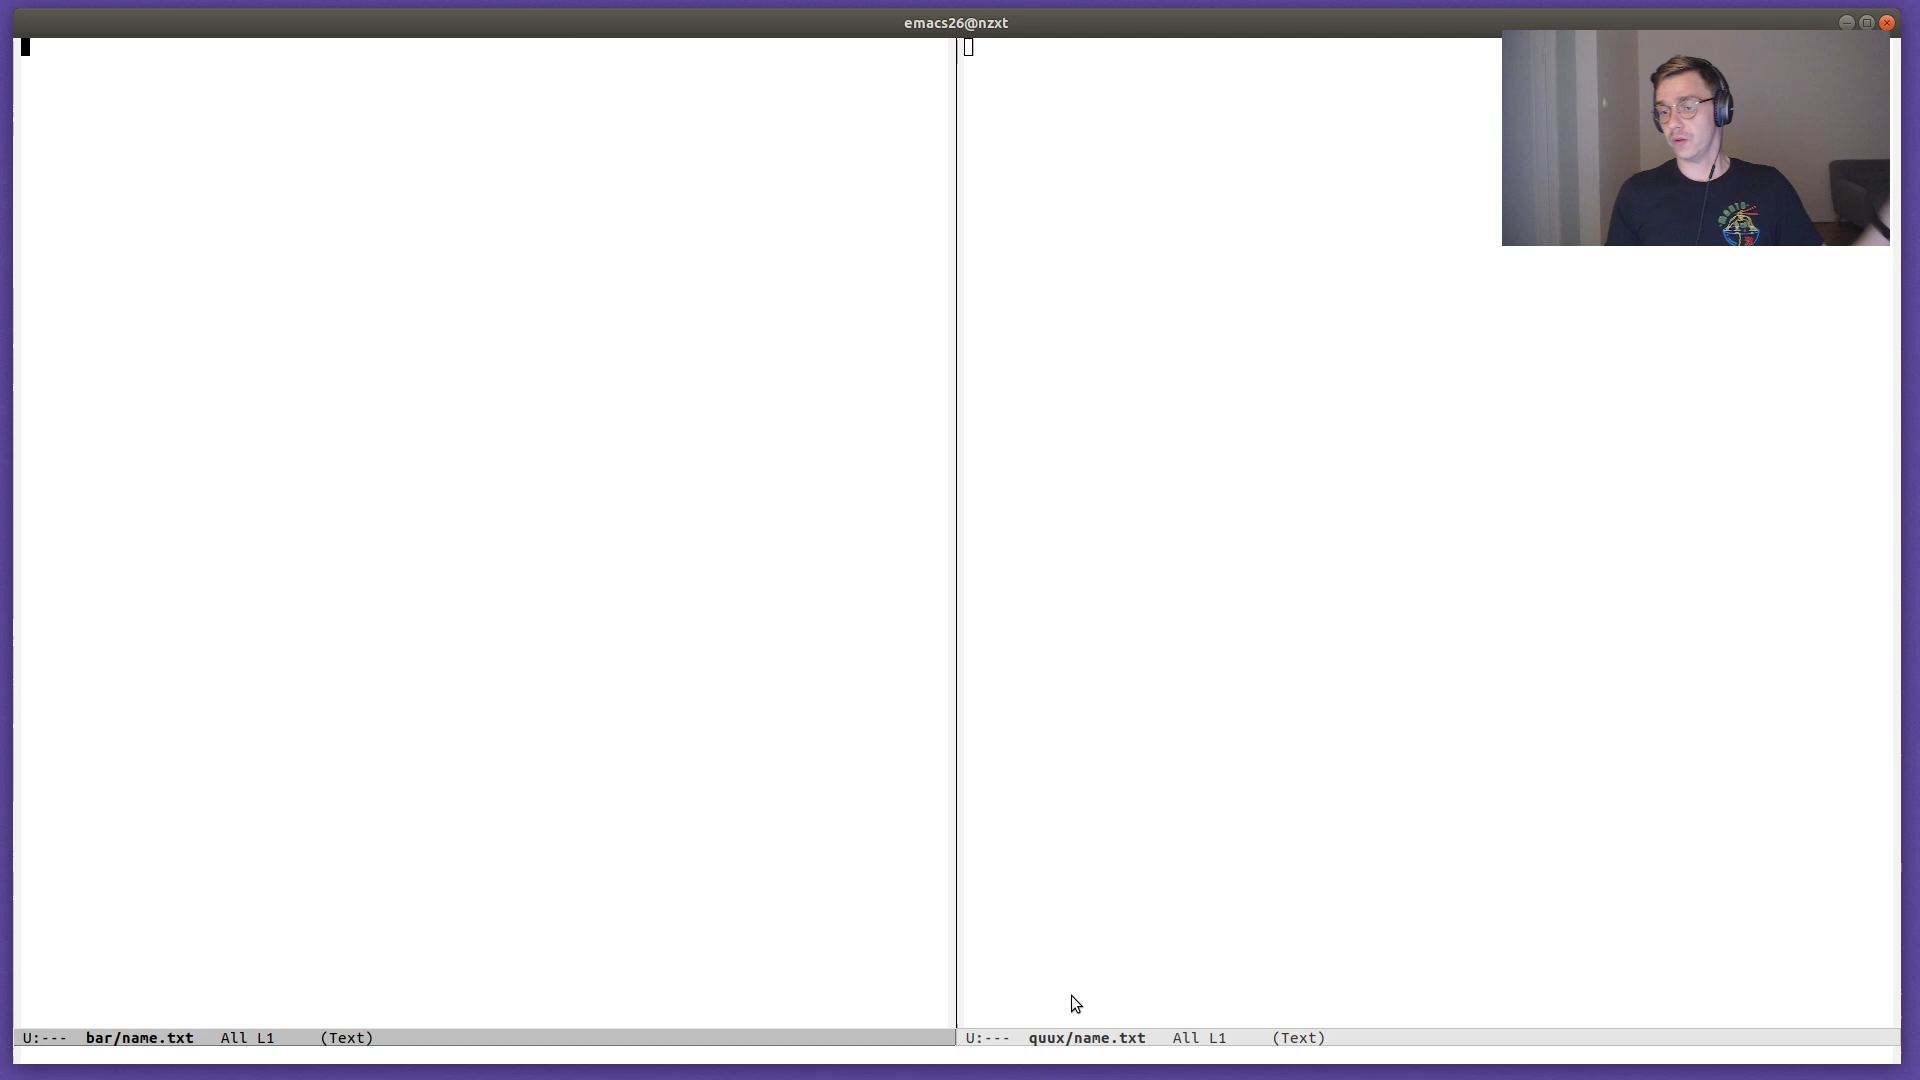 emacs26@nzxt
U:--- bar/name.txt All L1 (Text)
U:--- quux/name.txt All L1 (Text)